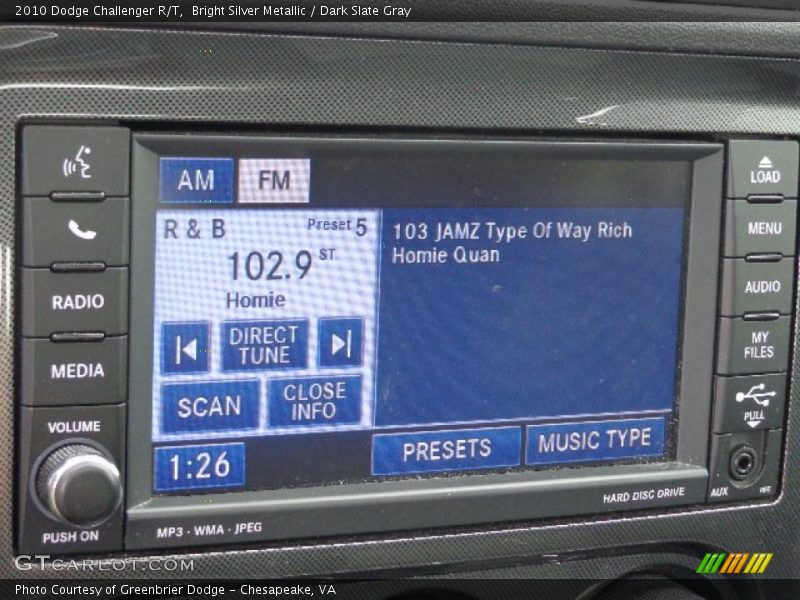 2010 Dodge Challenger R/T,  Bright Silver Metallic / Dark Slate Gray
AM
FM
LOAD
R & B
Preset 5
103 JAMZ Type Of Way Rich
Homie Quan
MENU
102.9 ST
Homie
RADIO
AUDIO
DIRECT
TUNE
MY
FILES
MEDIA
SCAN
CLOSE
INFO
PULL
VOLUME
1:26
PRESETS
MUSIC TYPE
AUX
HARD DISC DRIVE
MP3 · WMA · JPEG
PUSH ON
GTCARLOT.COM
Photo Courtesy of Greenbrier Dodge – Chesapeake, VA